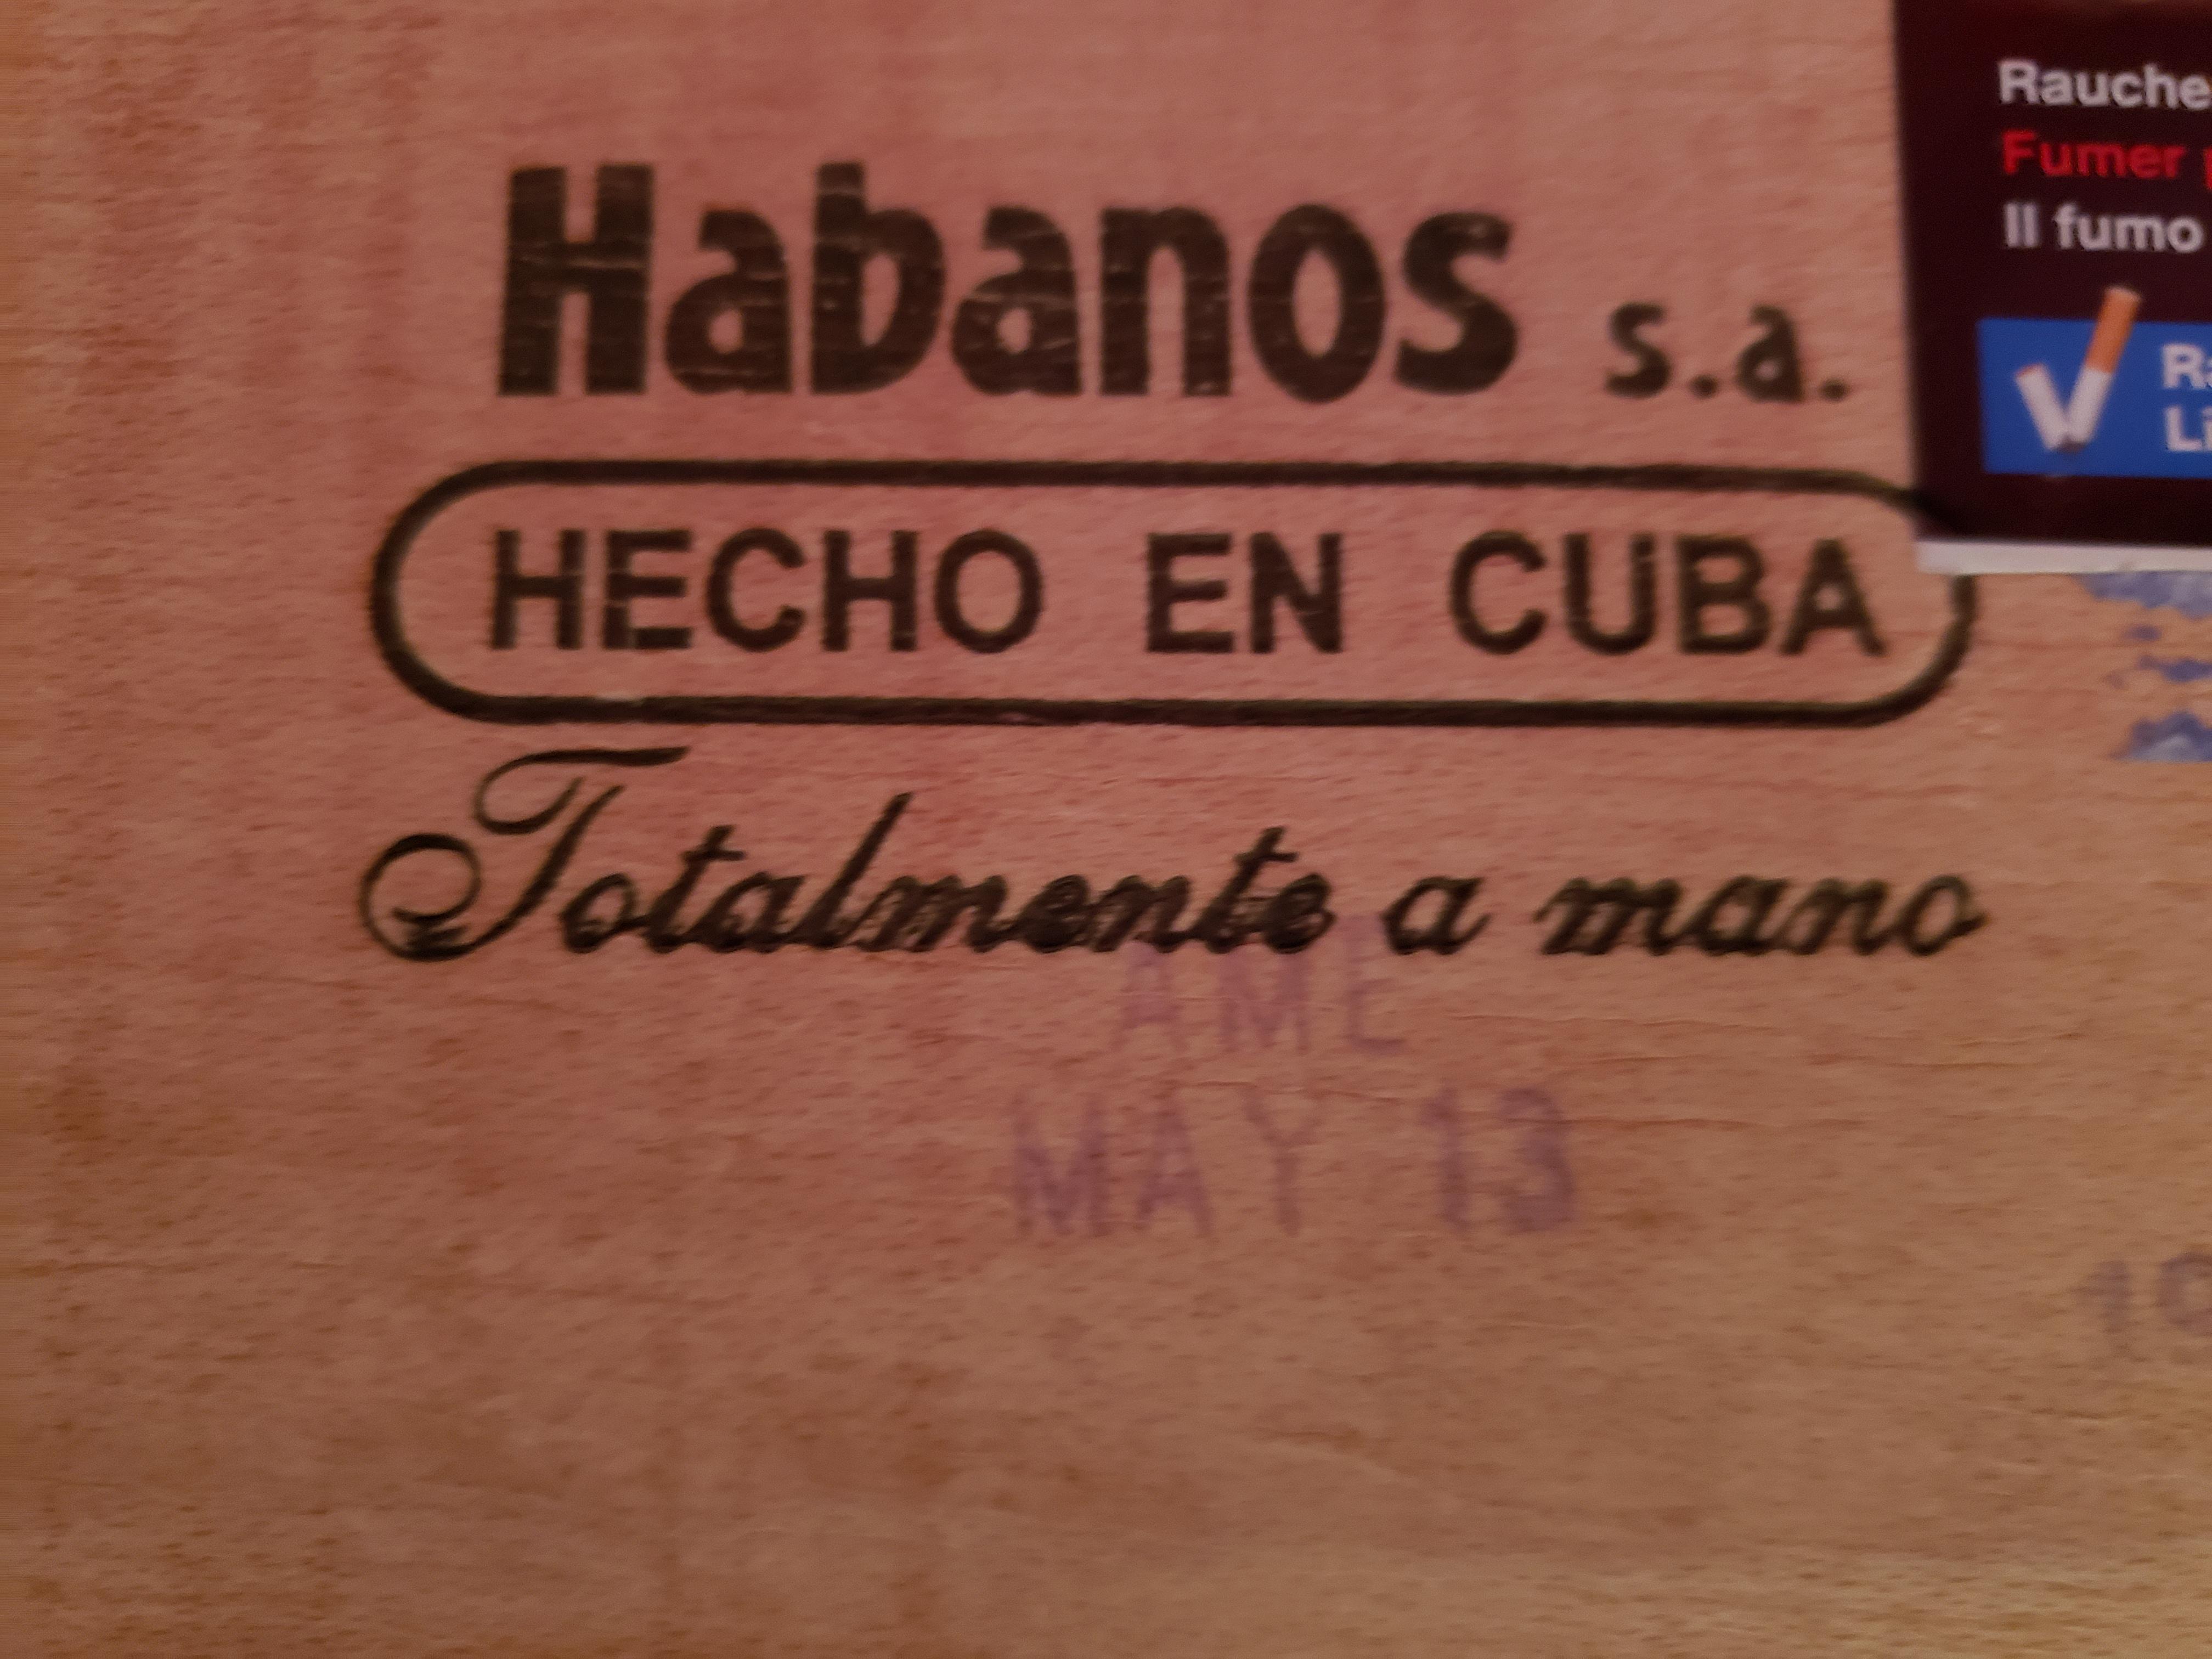 Habanos s.a.
HECHO EN CUBA
Totalmente a mano
AME
MAY 13
Rauche
Fumer
Il fumo